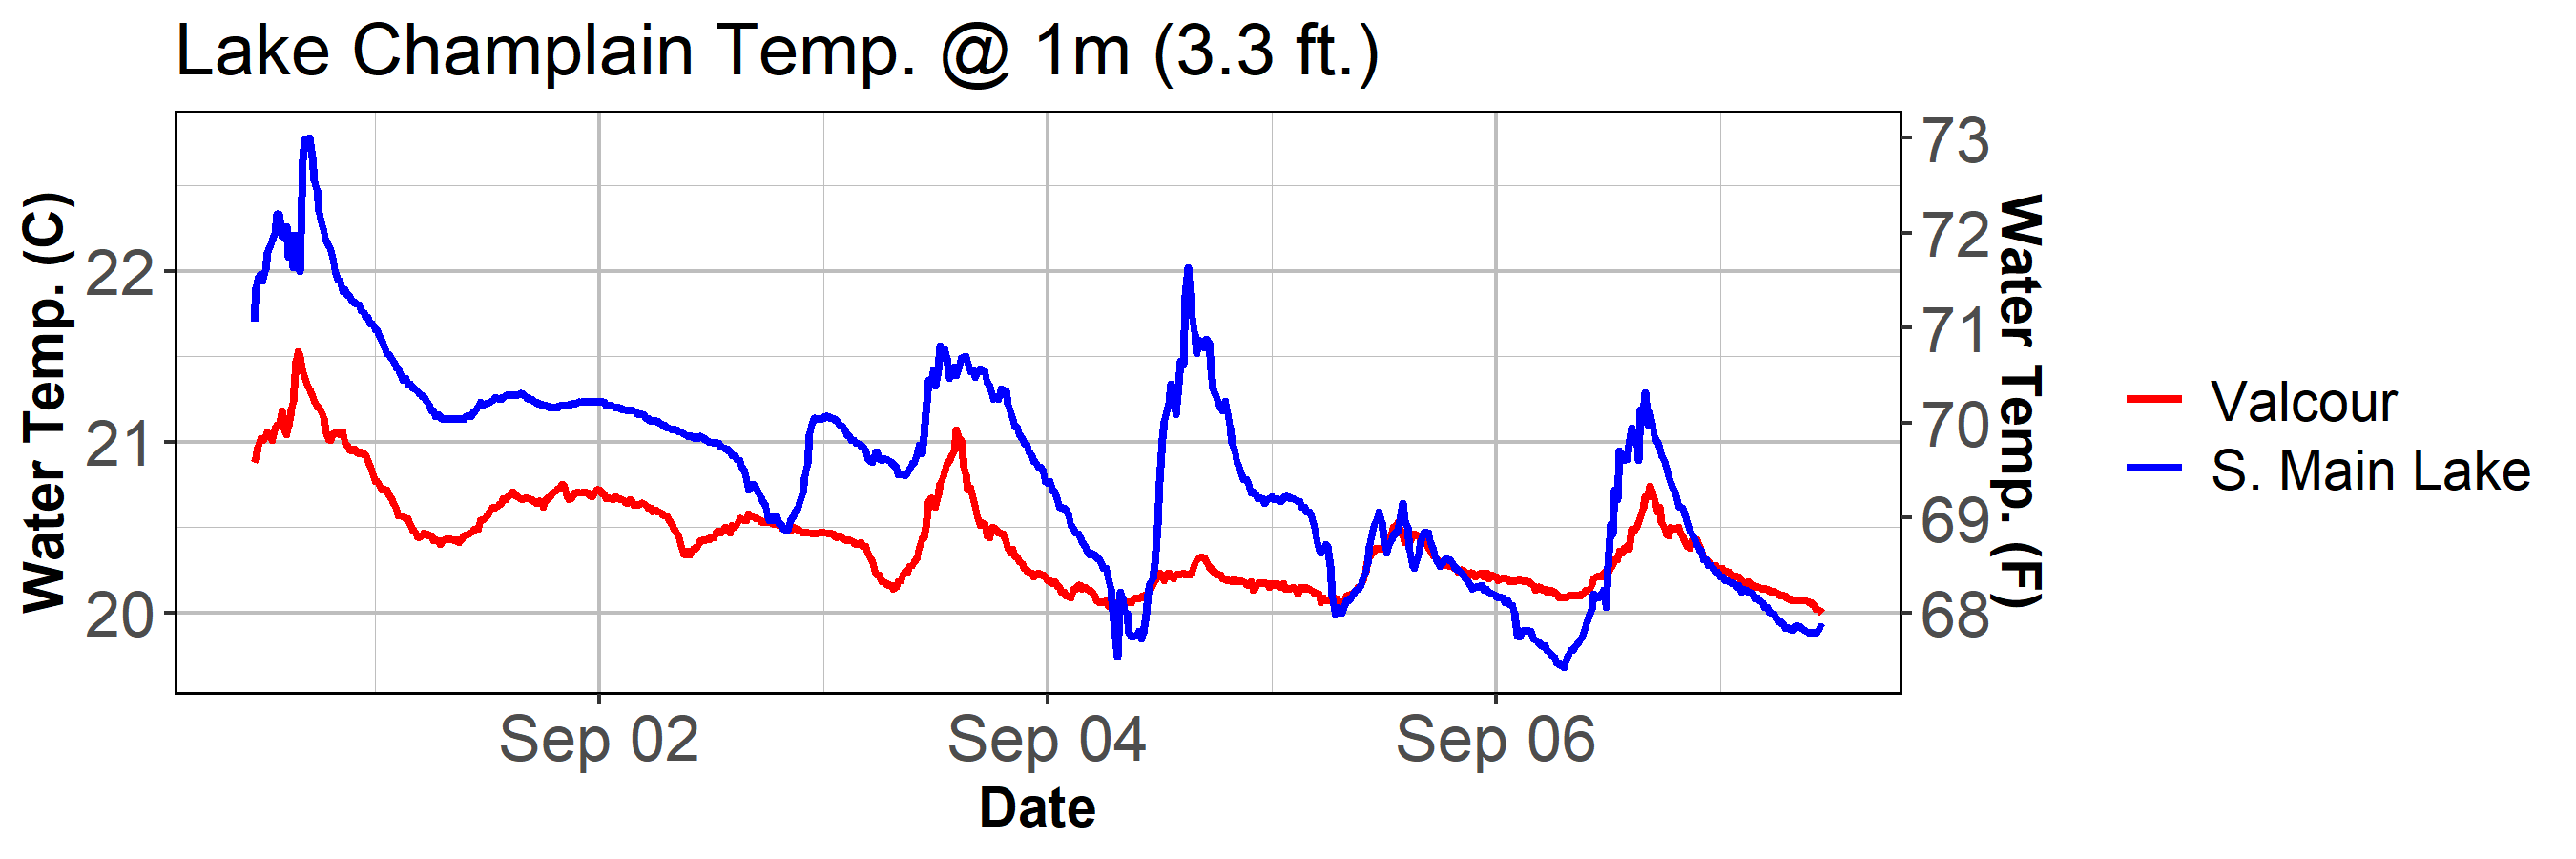 Lake Champlain Temp. @ 1m (3.3 ft.)
Water Temp. (C)
22
21
20
73
72
71
70
69
68
Water Temp. (F)
Sep 02
Sep 04
Sep 06
Date
Valcour
S. Main Lake